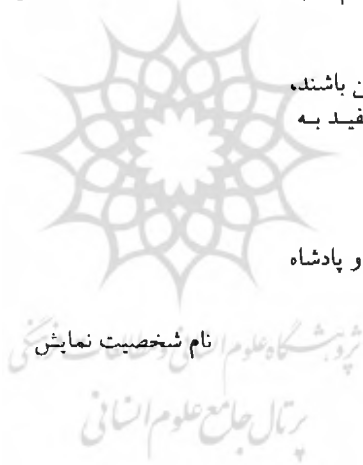 ن باشند،
فید به
و پادشاه
نام شخصیت نمایش
پژوهشگاه علوم انسانی و مطالعات فرهنگی
پرتال جامع علوم انسانی